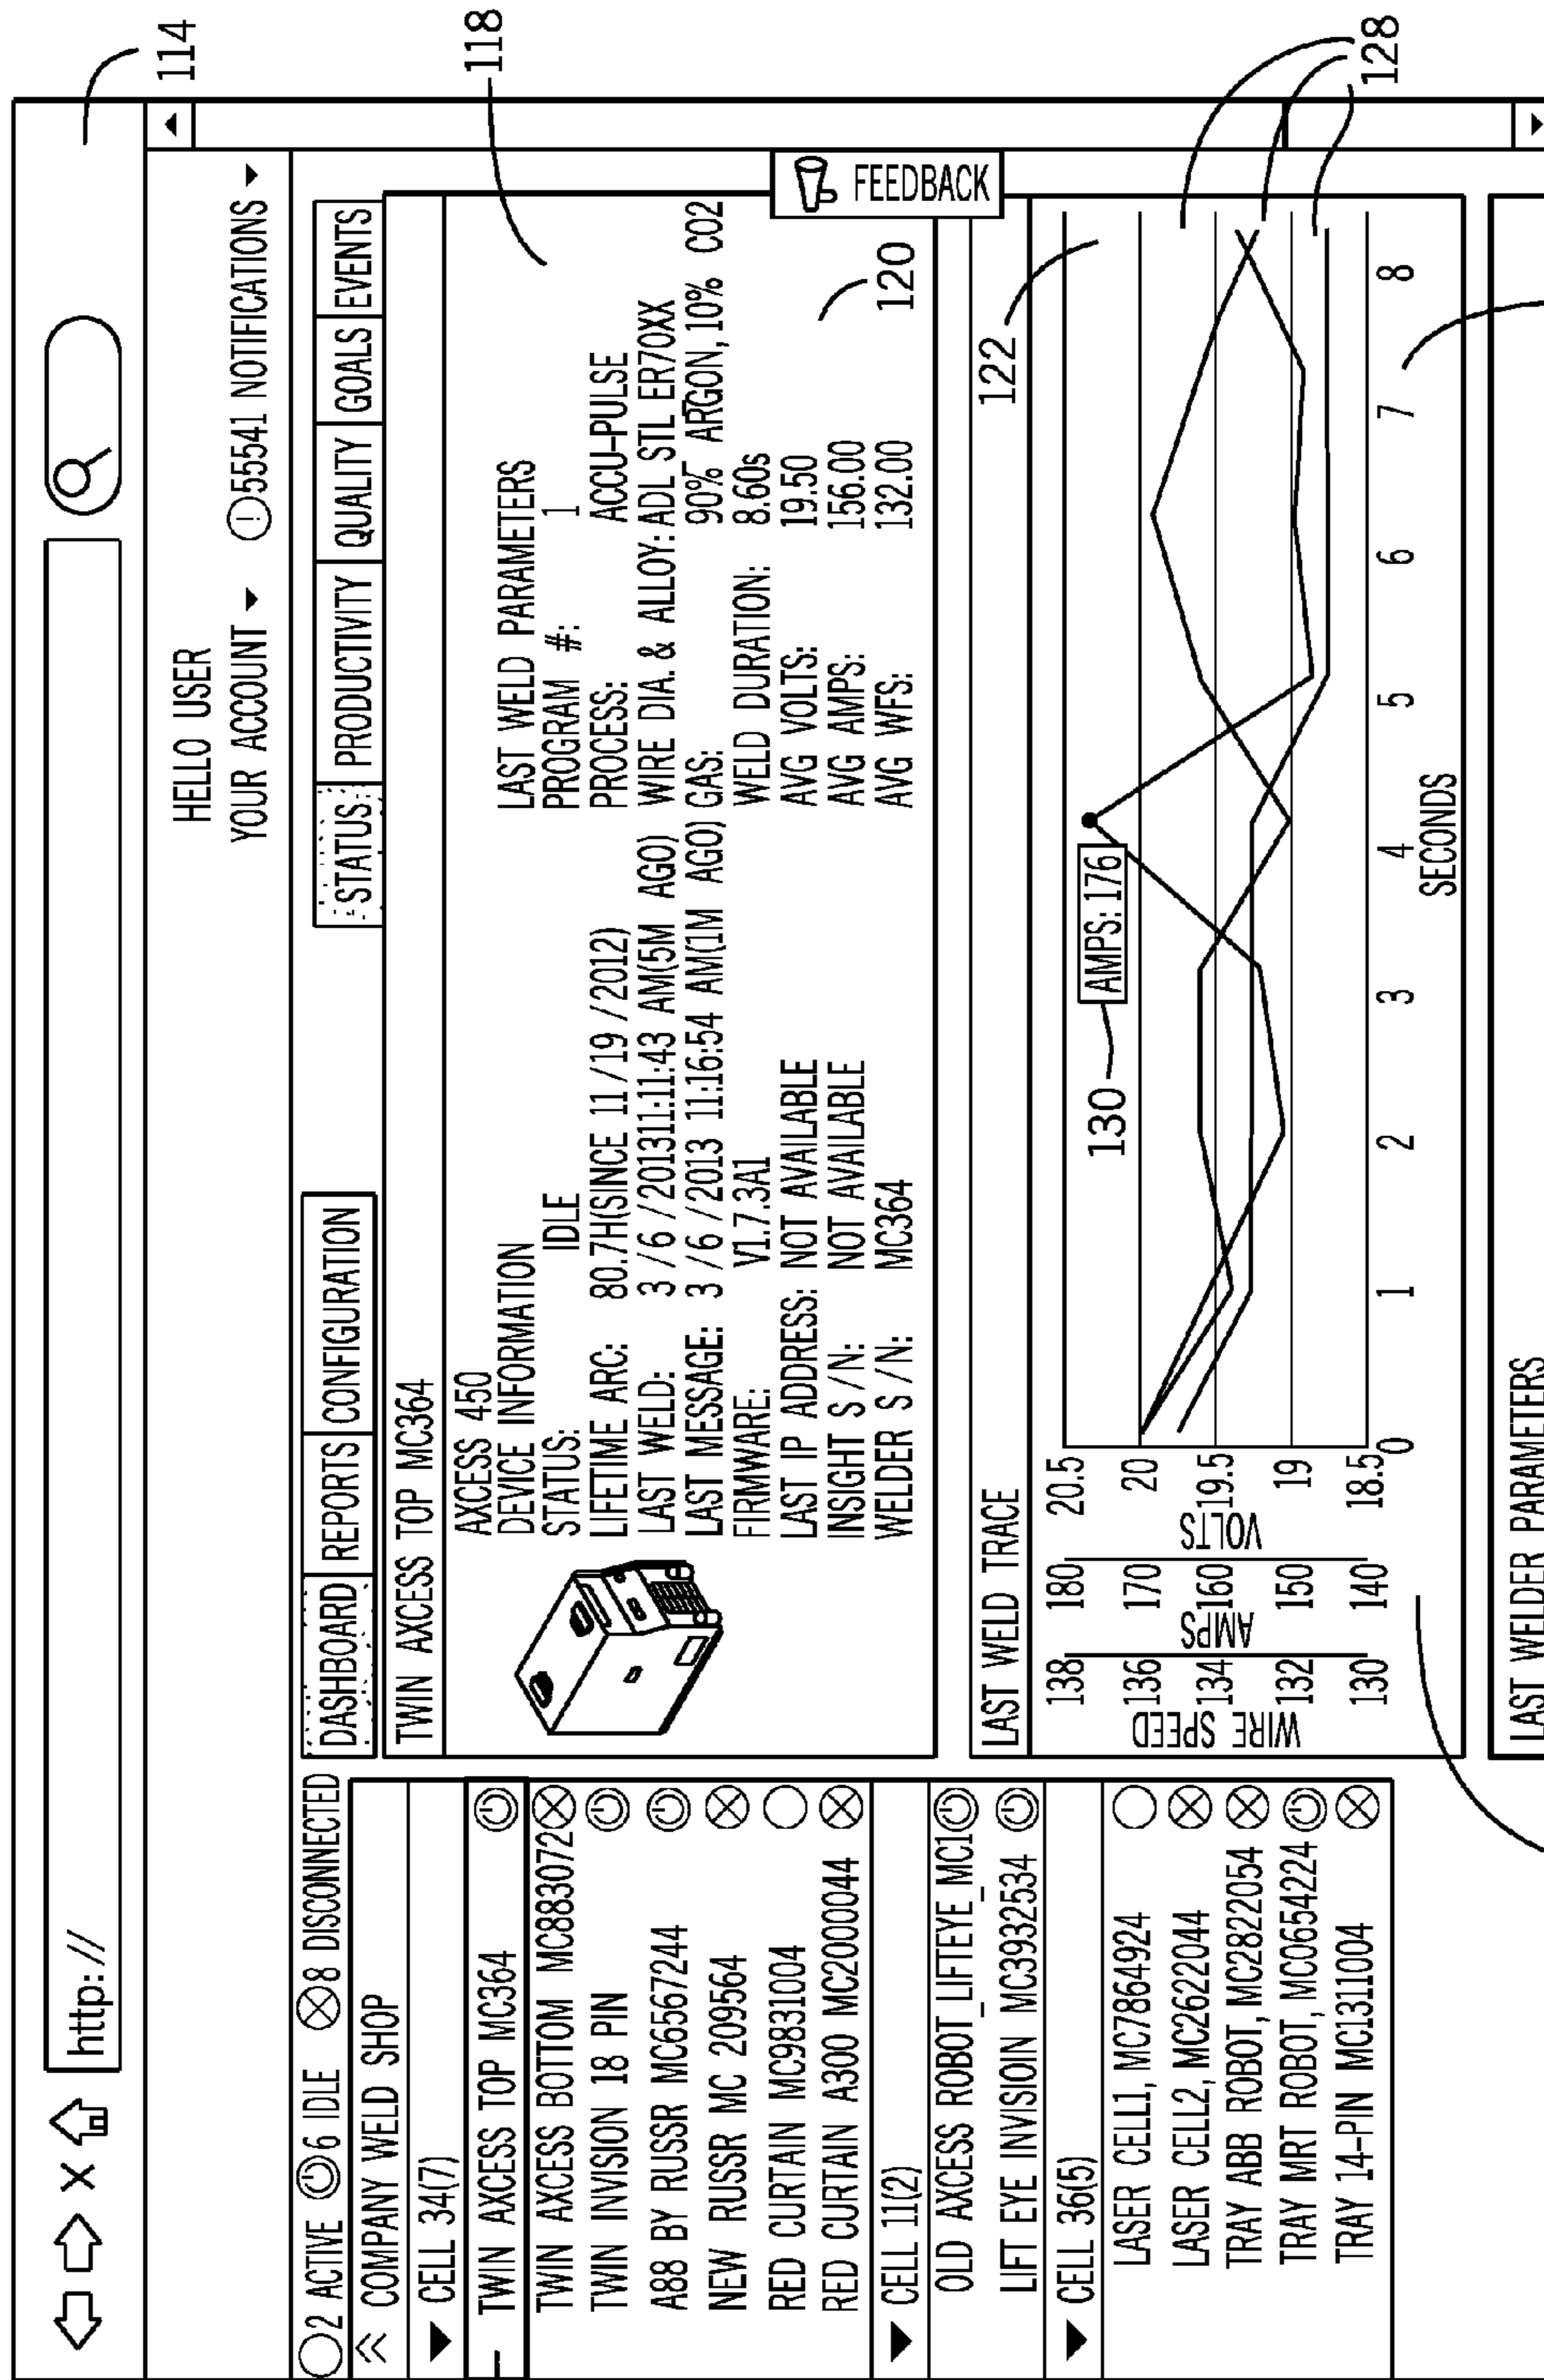 http://
114
HELLO USER
YOUR ACCOUNT
55541 NOTIFICATIONS
2 ACTIVE 6 IDLE 8 DISCONNECTED
COMPANY WELD SHOP
CELL 34(7)
TWIN AXCESS TOP MC364
TWIN AXCESS BOTTOM MC883072
TWIN INVISION 18 PIN
A88 BY RUSSR MC6567244
NEW RUSSR MC 209564
RED CURTAIN MC9831004
RED CURTAIN A300 MC2000044
CELL 11(2)
OLD AXCESS ROBOT_LIFTEYE_MC1
LIFT EYE INVISIOIN MC3932534
CELL 36(5)
LASER CELL1, MC7864924
LASER CELL2, MC2622044
TRAY ABB ROBOT, MC2822054
TRAY MRT ROBOT, MC0654224
TRAY 14-PIN MC1311004
DASHBOARD REPORTS CONFIGURATION
STATUS PRODUCTIVITY QUALITY GOALS EVENTS
TWIN AXCESS TOP MC364
118
AXCESS 450
DEVICE INFORMATION
STATUS: IDLE
LIFETIME ARC: 80.7H(SINCE 11 /19 /2012)
LAST WELD: 3 /6 /201311:11:43 AM(5M AGO)
LAST MESSAGE: 3 /6 /2013 11:16:54 AM(1M AGO)
FIRMWARE: V1.7.3A1
LAST IP ADDRESS: NOT AVAILABLE
INSIGHT S /N: NOT AVAILABLE
WELDER S /N: MC364
LAST WELD PARAMETERS
PROGRAM #: 1
PROCESS: ACCU-PULSE
WIRE DIA. & ALLOY: ADL STL ER70XX
GAS: 90% ARGON, 10% CO2
WELD DURATION: 8.60s
AVG VOLTS: 19.50
AVG AMPS: 156.00
AVG WFS: 132.00
120
FEEDBACK
LAST WELD TRACE
122
128
130
AMPS: 176
WIRE SPEED
138
136
134
132
130
AMPS
180
170
160
150
140
VOLTS
20.5
20
19.5
19
18.5
0 1 2 3 4 5 6 7 8
SECONDS
LAST WELDER PARAMETERS